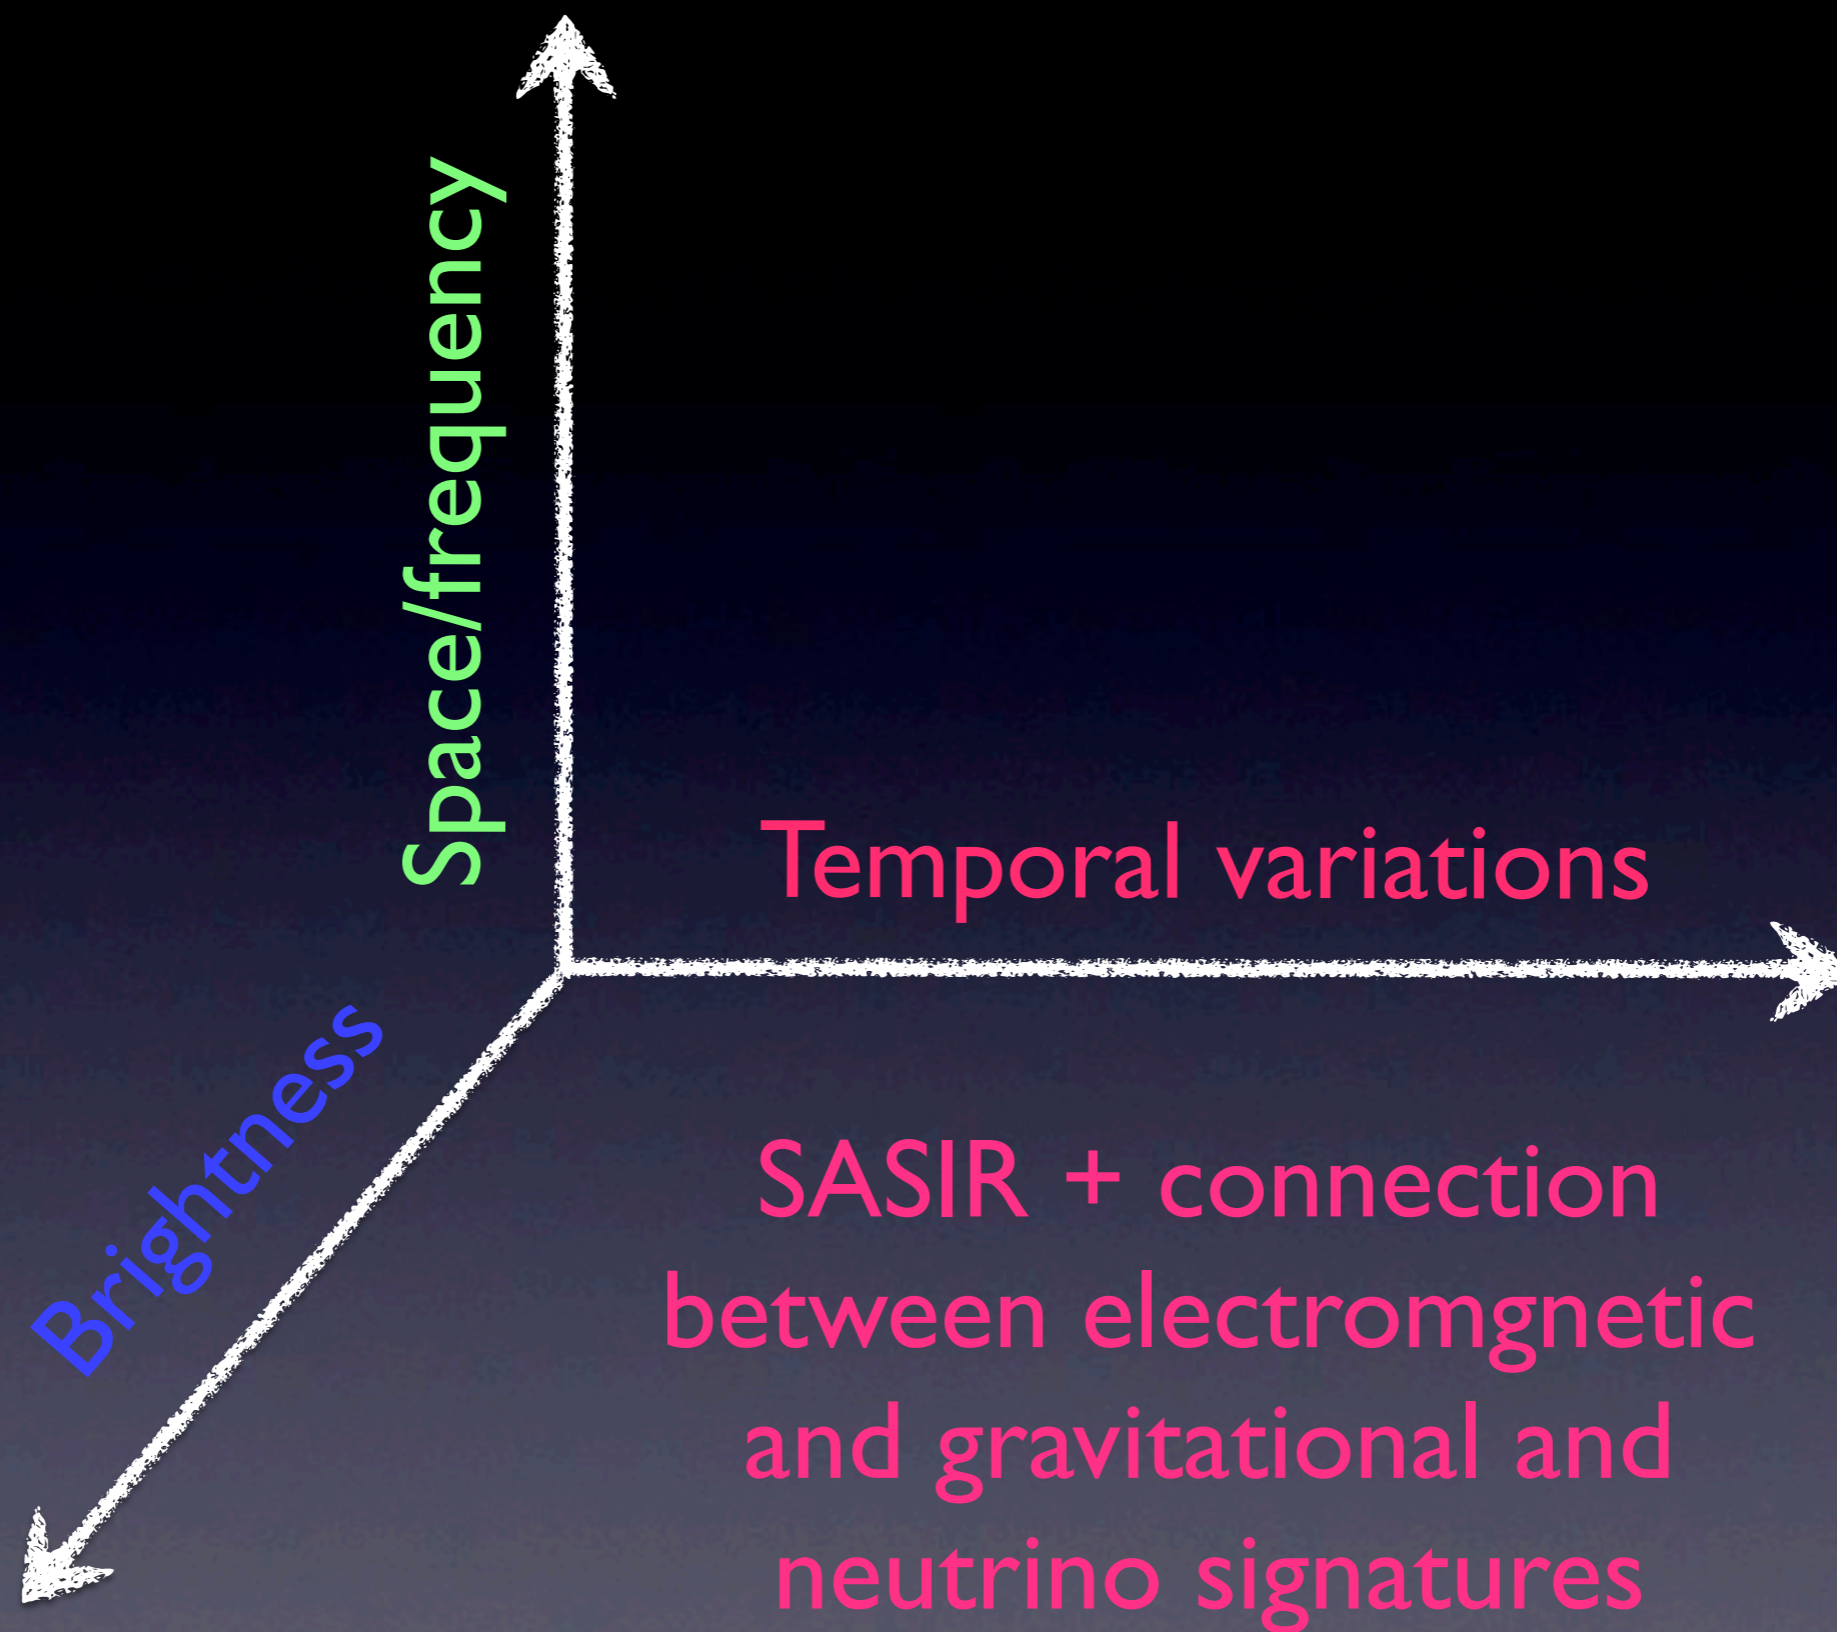 Space/frequency
Temporal variations
Brightness
SASIR + connection
between electromgnetic
and gravitational and
neutrino signatures